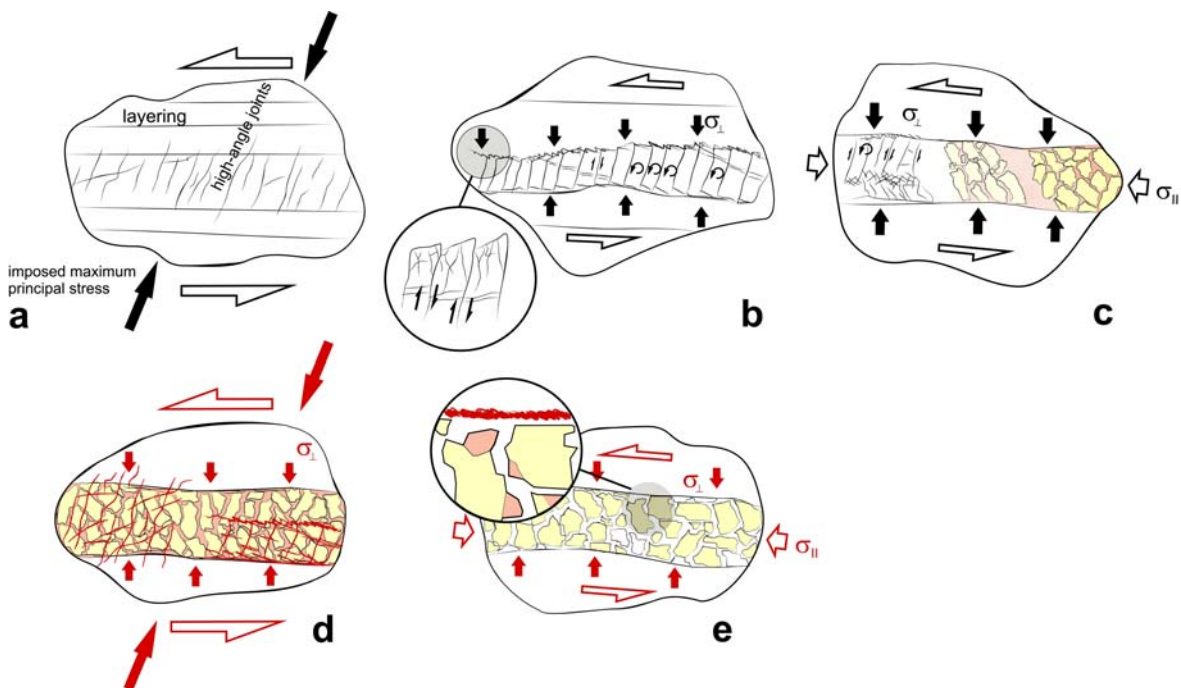 layering
high-angle joints
imposed maximum
principal stress
a
σ⊥
b
σ⊥
σ||
c
σ⊥
d
σ⊥
σ||
e